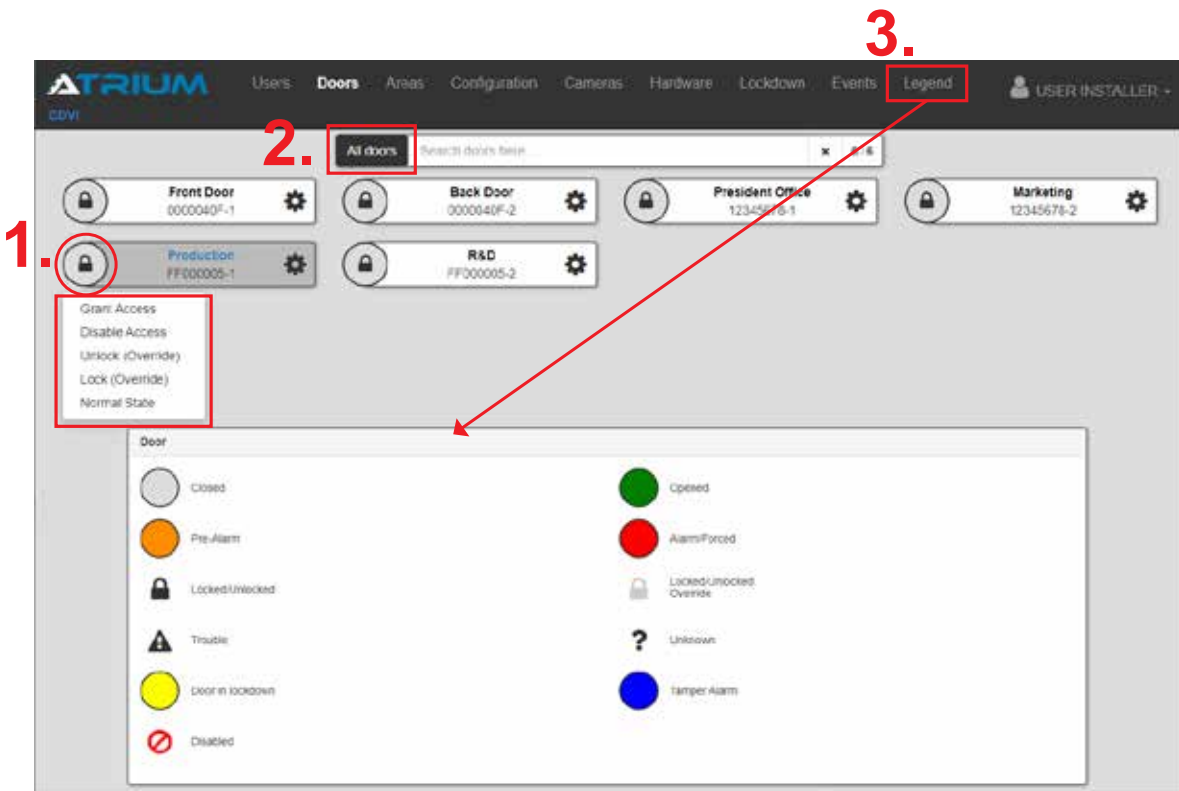 3.
ATRIUM
CDVI
Users Doors Areas Configuration Cameras Hardware Lockdown Events Legend USER INSTALLER
2.
All doors Search doors here...
Front Door
0000040F-1
Back Door
0000040F-2
President Office
12345678-1
Marketing
12345678-2
1.
Production
FF000005-1
R&D
FF000005-2
Grant Access
Disable Access
Unlock (Override)
Lock (Override)
Normal State
Door
Closed
Opened
Pre-Alarm
Alarm/Forced
Locked/Unlocked
Locked/Unlocked
Override
Trouble
Unknown
Door in lockdown
Tamper Alarm
Disabled